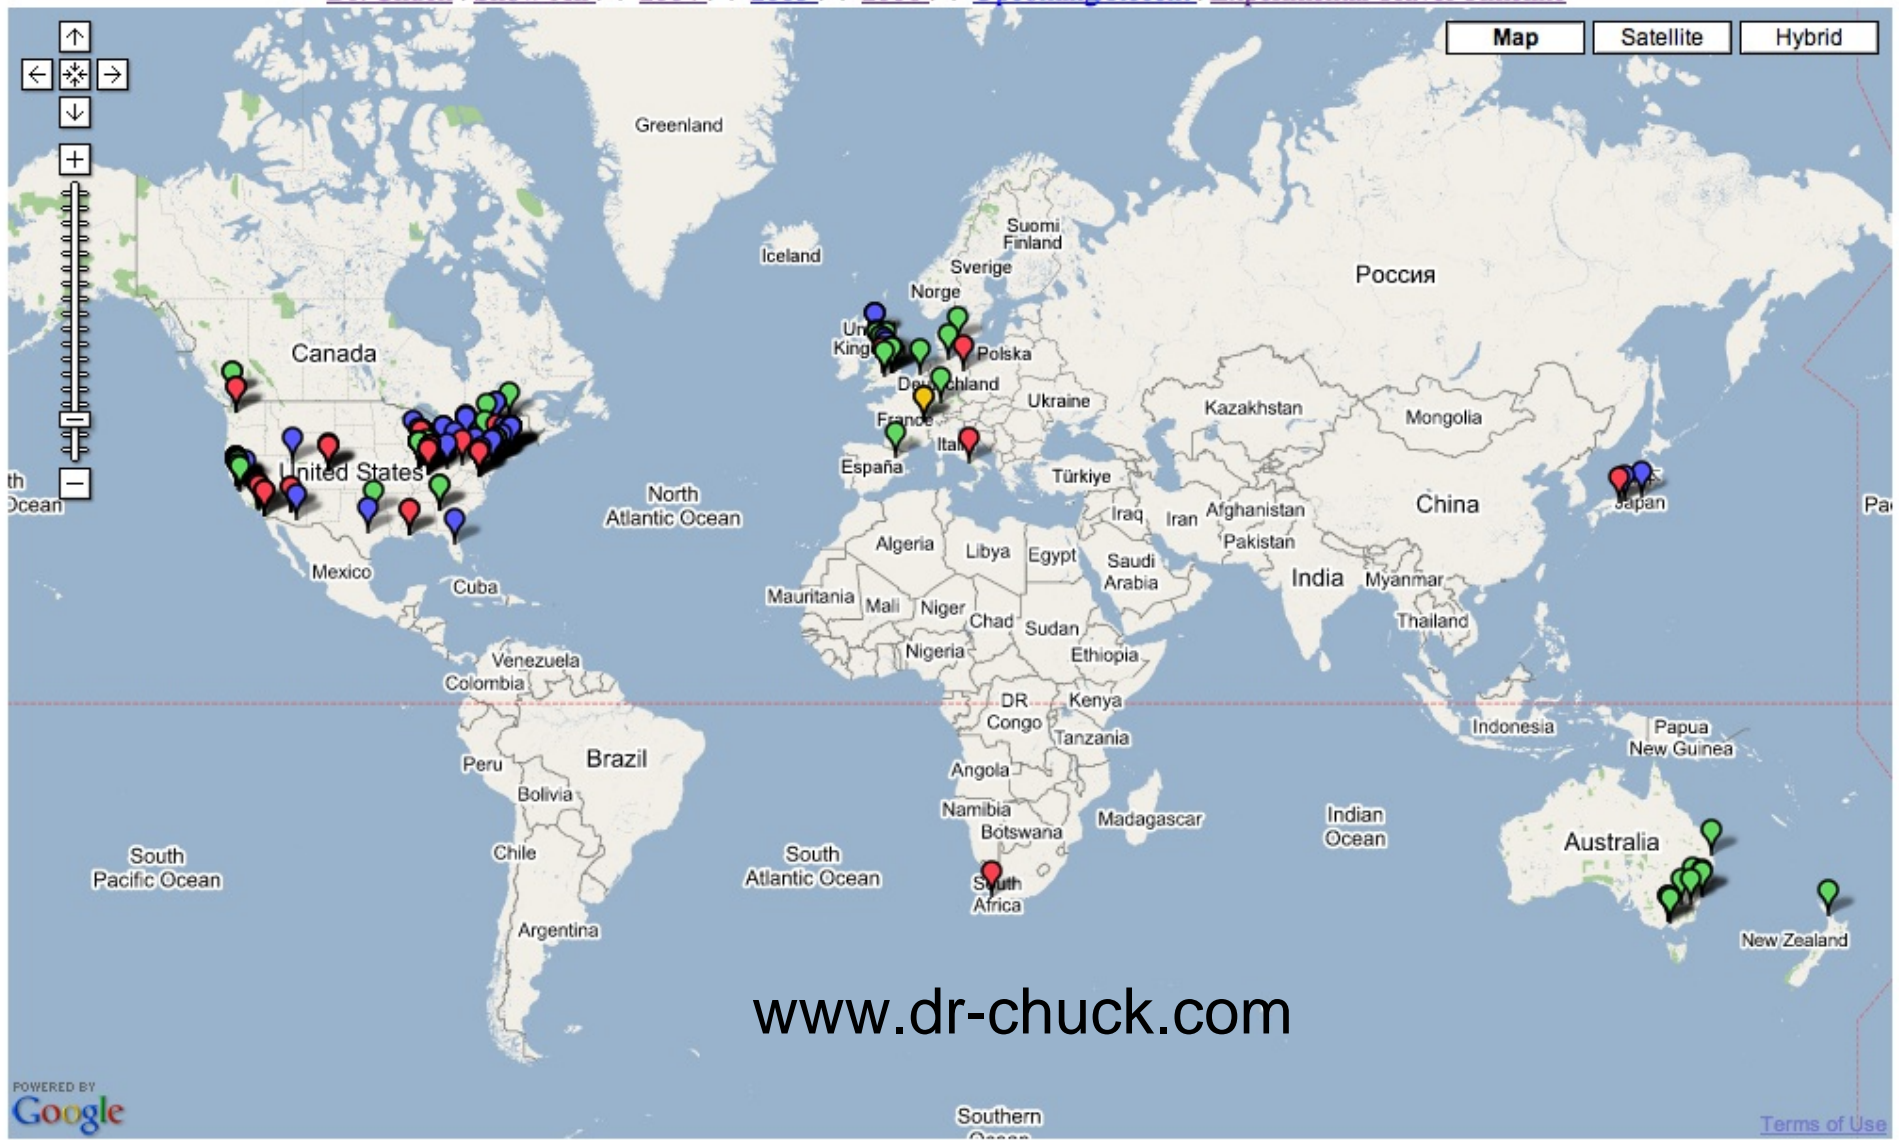 Map
Satellite
Hybrid
Greenland
Iceland
Suomi
Finland
Sverige
Norge
Россия
Canada
Polska
Ukraine
Kazakhstan
Mongolia
United States
España
Türkiye
China
Japan
North
Atlantic Ocean
Iraq
Iran
Afghanistan
Pakistan
Algeria
Libya
Egypt
Saudi
Arabia
India
Myanmar
Thailand
Mexico
Cuba
Mauritania
Mali
Niger
Chad
Sudan
Nigeria
Ethiopia
Venezuela
Colombia
DR
Congo
Kenya
Tanzania
Indonesia
Papua
New Guinea
Peru
Brazil
Bolivia
Angola
Namibia
Botswana
Madagascar
Indian
Ocean
Australia
Chile
South
Pacific Ocean
South
Atlantic Ocean
South
Africa
Argentina
New Zealand
www.dr-chuck.com
POWERED BY
Google
Southern
Terms of Use